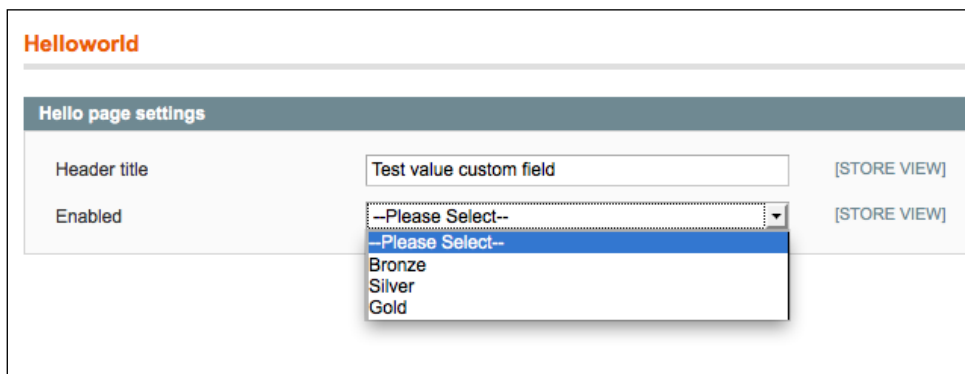 Helloworld
Hello page settings
Header title Test value custom field [STORE VIEW]
Enabled --Please Select-- [STORE VIEW]
--Please Select--
Bronze
Silver
Gold